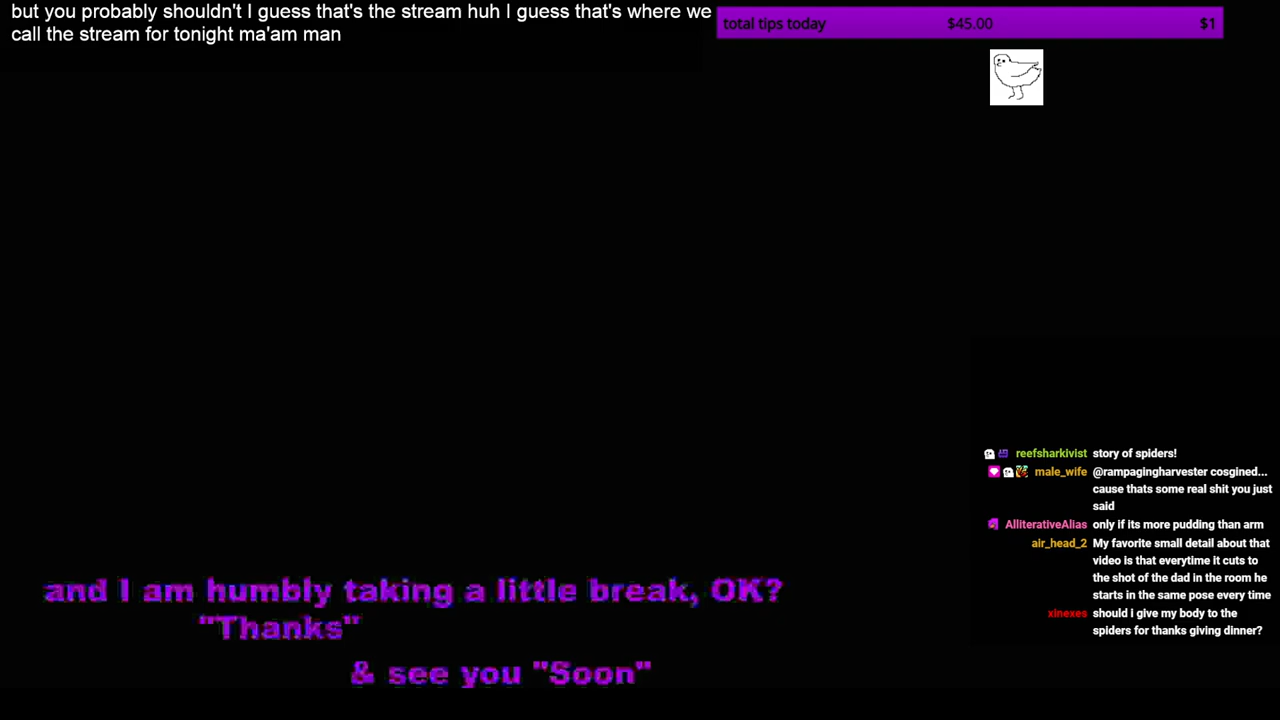 but you probably shouldn't I guess that's the stream huh I guess that's where we
call the stream for tonight ma'am man
total tips today $45.00 $1
reefsharkivist story of spiders!
male_wife @rampagingharvester cosgined...
cause thats some real shit you just
said
AlliterativeAlias only if its more pudding than arm
air_head_2 My favorite small detail about that
video is that everytime it cuts to
the shot of the dad in the room he
starts in the same pose every time
xinexes should i give my body to the
spiders for thanks giving dinner?
and I am humbly taking a little break, OK?
"Thanks"
& see you "Soon"